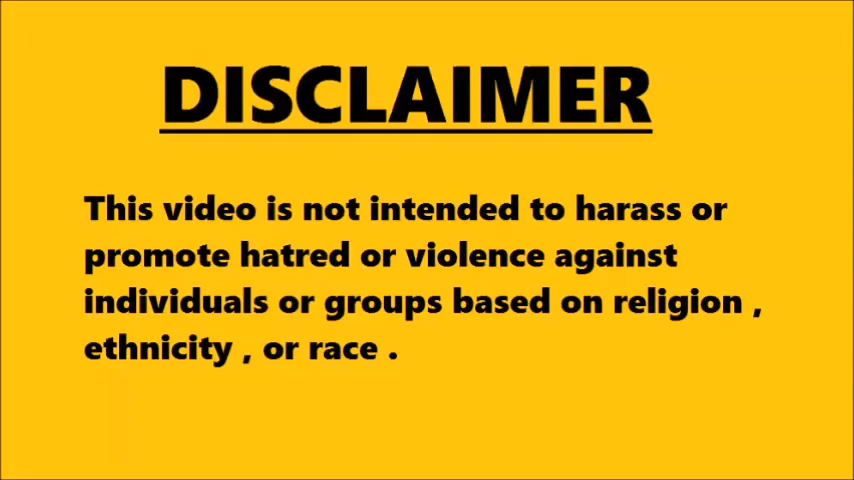 DISCLAIMER
This video is not intended to harass or
promote hatred or violence against
individuals or groups based on religion ,
ethnicity , or race .